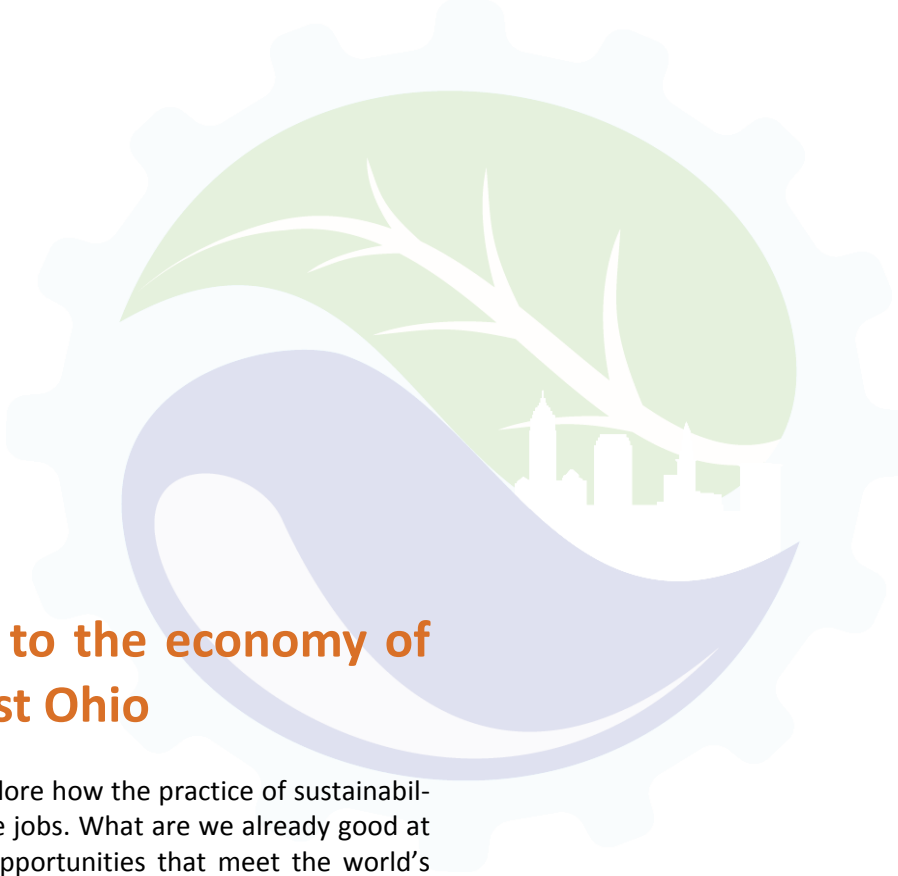 to the economy of
st Ohio
lore how the practice of sustainabil-
e jobs. What are we already good at
pportunities that meet the world’s